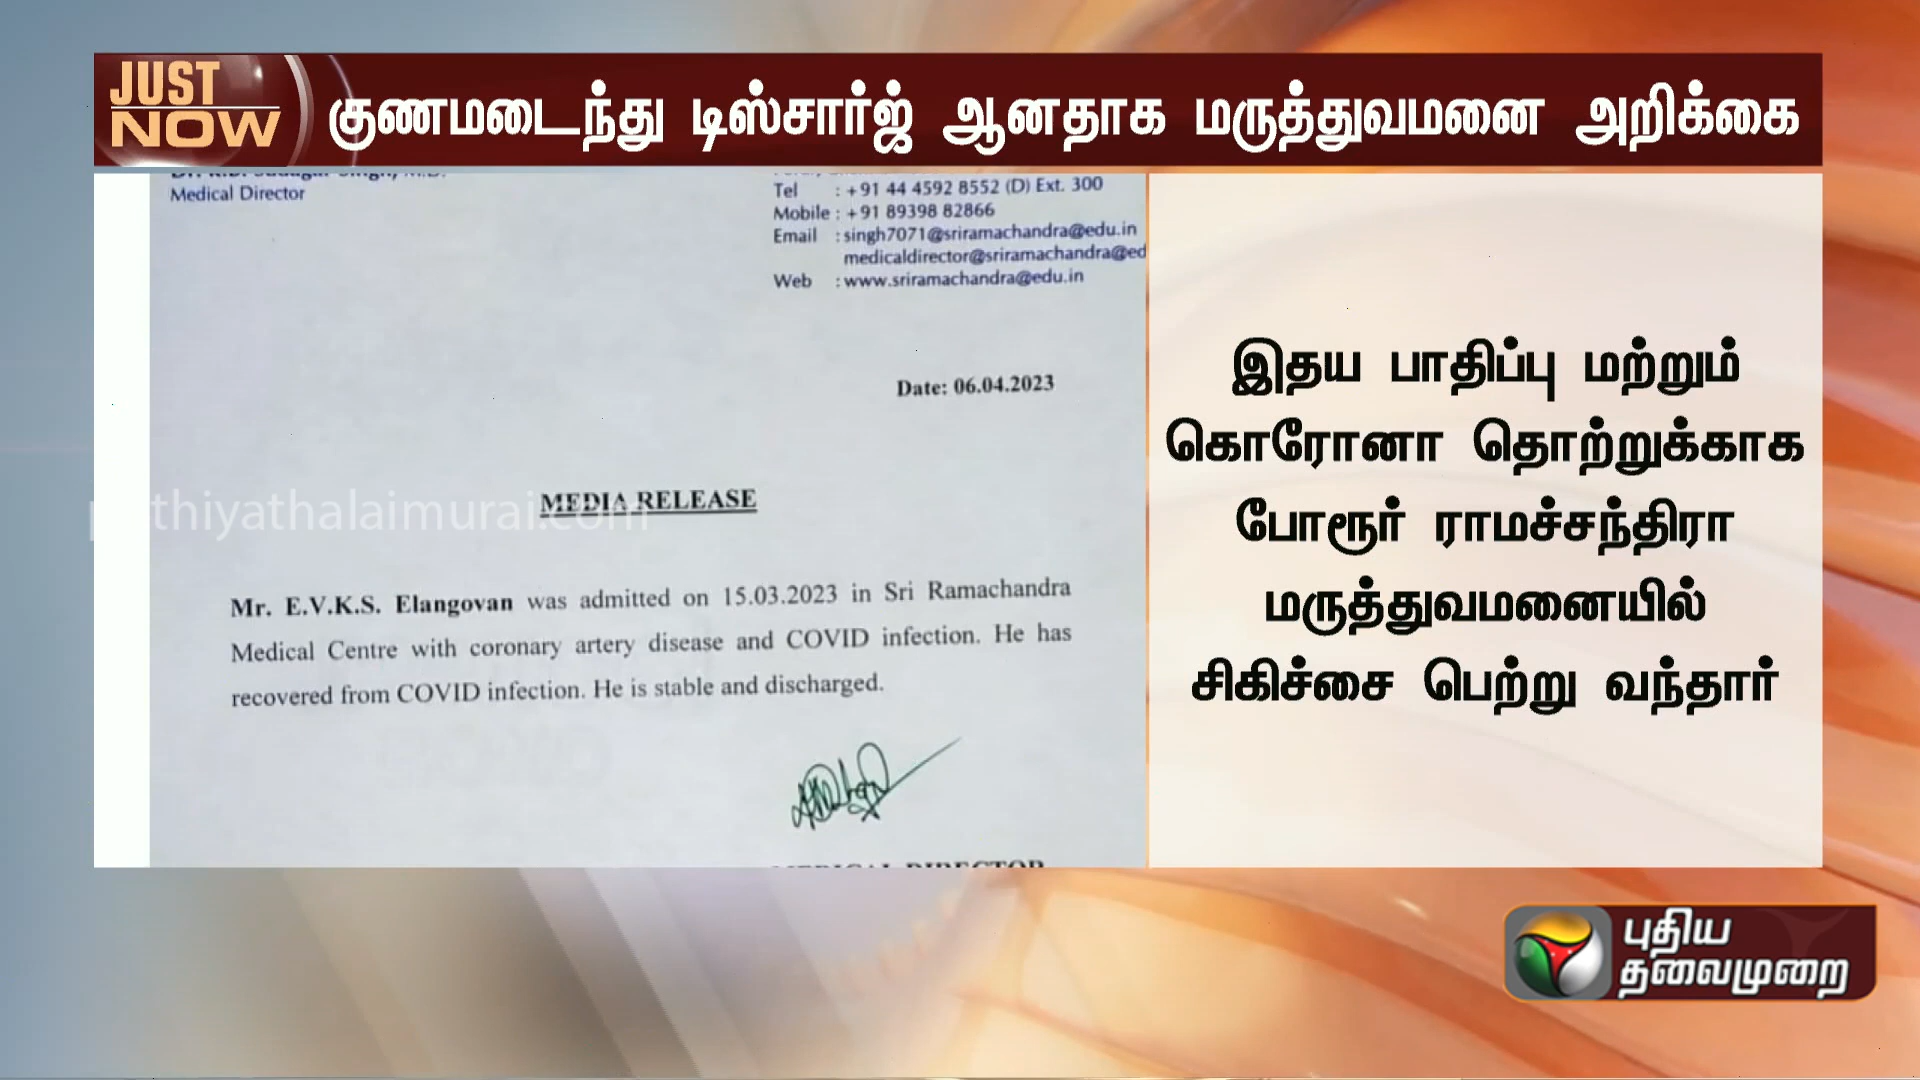 JUST
NOW
குணமடைந்து டிஸ்சார்ஜ் ஆனதாக மருத்துவமனை அறிக்கை
Medical Director
Tel : +91 44 4592 8552 (D) Ext. 300
Mobile : +91 89398 82866
Email : singh7071@sriramachandra@edu.in
medicaldirector@sriramachandra@ed
Web : www.sriramachandra@edu.in
Date: 06.04.2023
MEDIA RELEASE
puthiyathalaimurai.com
Mr. E.V.K.S. Elangovan was admitted on 15.03.2023 in Sri Ramachandra
Medical Centre with coronary artery disease and COVID infection. He has
recovered from COVID infection. He is stable and discharged.
MEDICAL DIRECTOR
இதய பாதிப்பு மற்றும்
கொரோனா தொற்றுக்காக
போரூர் ராமச்சந்திரா
மருத்துவமனையில்
சிகிச்சை பெற்று வந்தார்
புதிய
தலைமுறை